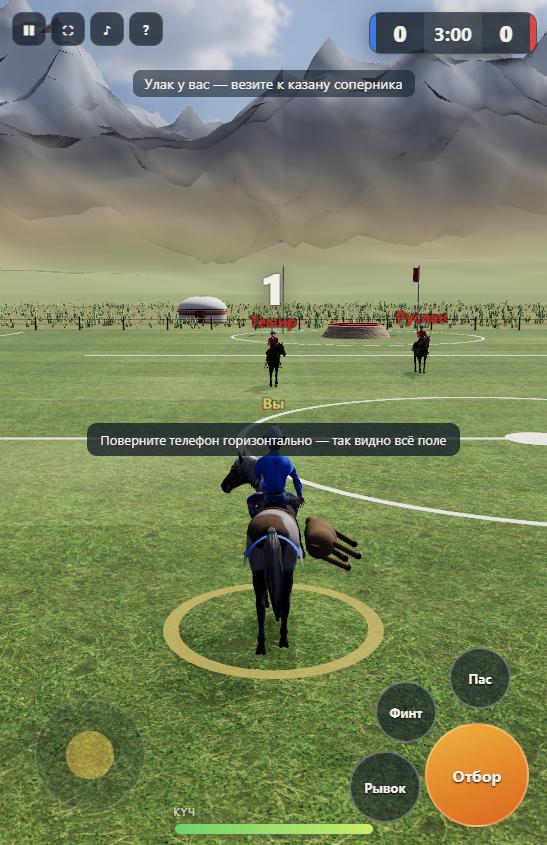 ?
0 3:00 0
Улак у вас — везите к казану соперника
1
Темир
Руслан
Вы
Поверните телефон горизонтально — так видно всё поле
Пас
Финт
Отбор
Рывок
КҮЧ